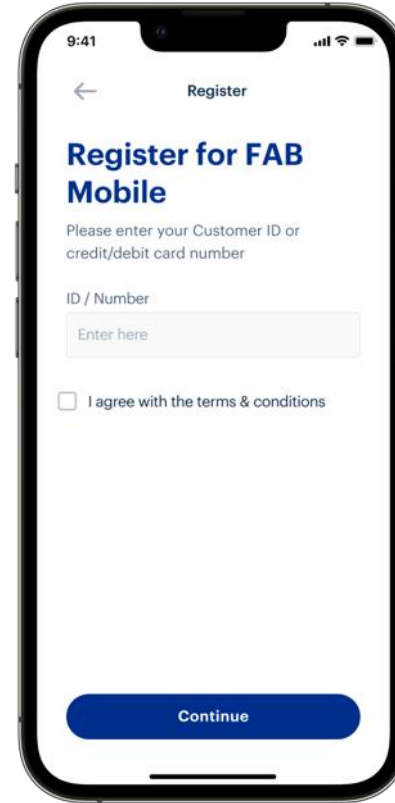 9:41
Register
Register for FAB
Mobile
Please enter your Customer ID or
credit/debit card number
ID / Number
Enter here
I agree with the terms & conditions
Continue